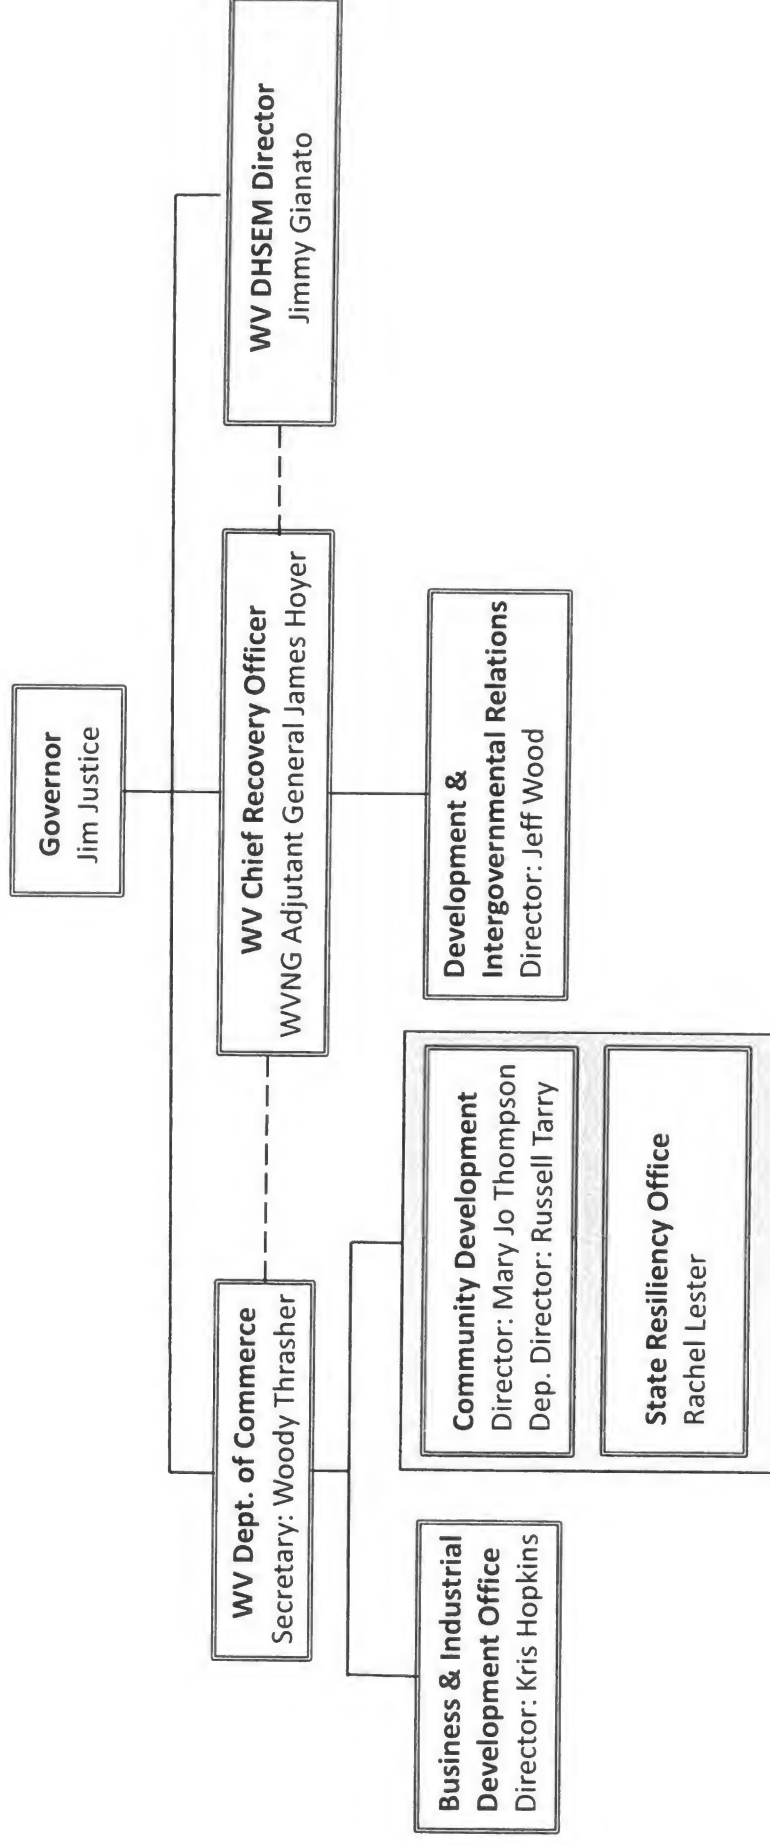 Governor
Jim Justice
WV Dept. of Commerce
Secretary: Woody Thrasher
WV Chief Recovery Officer
WVNG Adjutant General James Hoyer
WV DHSEM Director
Jimmy Gianato
Business & Industrial
Development Office
Director: Kris Hopkins
Community Development
Director: Mary Jo Thompson
Dep. Director: Russell Tarry
State Resiliency Office
Rachel Lester
Development &
Intergovernmental Relations
Director: Jeff Wood